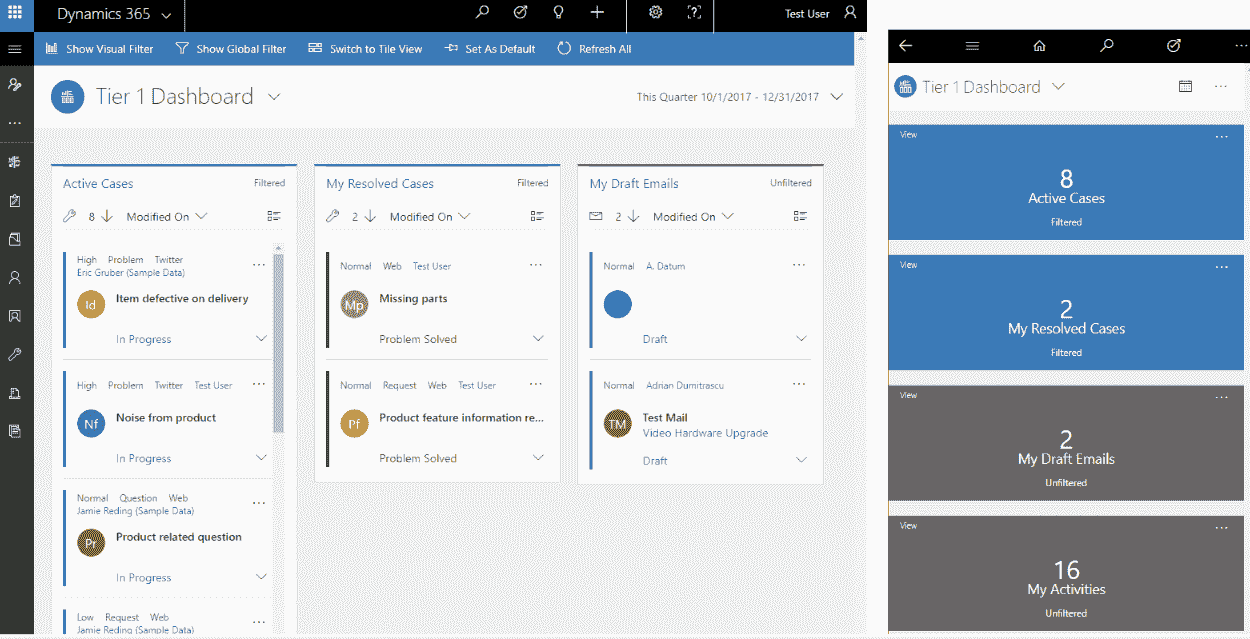 Dynamics 365
Test User
Show Visual Filter
Show Global Filter
Switch to Tile View
Set As Default
Refresh All
Tier 1 Dashboard
This Quarter 10/1/2017 - 12/31/2017
Active Cases
Filtered
8
Modified On
High Problem Twitter
Eric Gruber (Sample Data)
Id
Item defective on delivery
In Progress
High Problem Twitter Test User
Nf
Noise from product
In Progress
Normal Question Web
Jamie Reding (Sample Data)
Pr
Product related question
In Progress
Low Request Web
Jamie Reding (Sample Data)
My Resolved Cases
Filtered
2
Modified On
Normal Web Test User
Mp
Missing parts
Problem Solved
Normal Request Web Test User
Pf
Product feature information re...
Problem Solved
My Draft Emails
Unfiltered
2
Modified On
Normal A. Datum
Draft
Normal Adrian Dumitrascu
TM
Test Mail
Video Hardware Upgrade
Draft
Tier 1 Dashboard
View
8
Active Cases
Filtered
View
2
My Resolved Cases
Filtered
View
2
My Draft Emails
Unfiltered
View
16
My Activities
Unfiltered